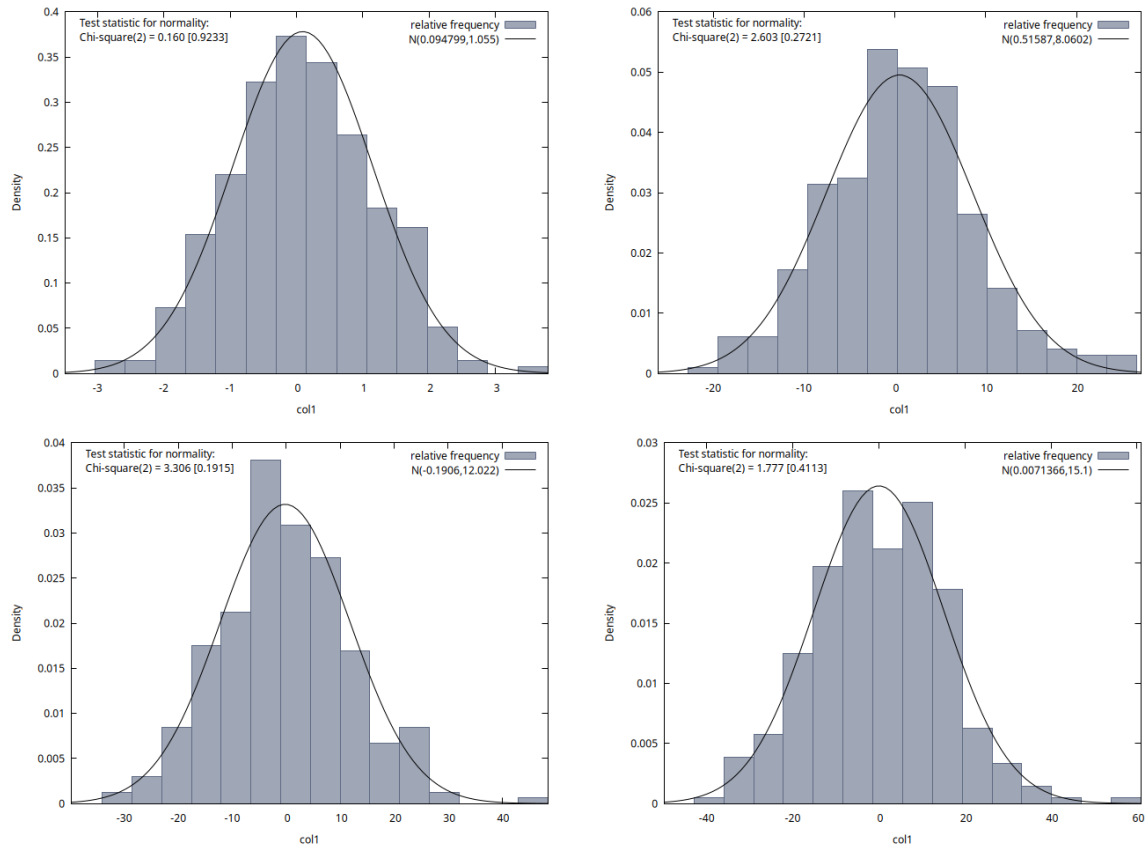 Test statistic for normality:
Chi-square(2) = 0.160 [0.9233]
relative frequency
N(0.094799,1.055)
0.4
0.35
0.3
0.25
0.2
0.15
0.1
0.05
0
Density
-3 -2 -1 0 1 2 3
col1
Test statistic for normality:
Chi-square(2) = 2.603 [0.2721]
relative frequency
N(0.51587,8.0602)
0.06
0.05
0.04
0.03
0.02
0.01
0
Density
-20 -10 0 10 20
col1
Test statistic for normality:
Chi-square(2) = 3.306 [0.1915]
relative frequency
N(-0.1906,12.022)
0.04
0.035
0.03
0.025
0.02
0.015
0.01
0.005
0
Density
-30 -20 -10 0 10 20 30 40
col1
Test statistic for normality:
Chi-square(2) = 1.777 [0.4113]
relative frequency
N(0.0071366,15.1)
0.03
0.025
0.02
0.015
0.01
0.005
0
Density
-40 -20 0 20 40 60
col1